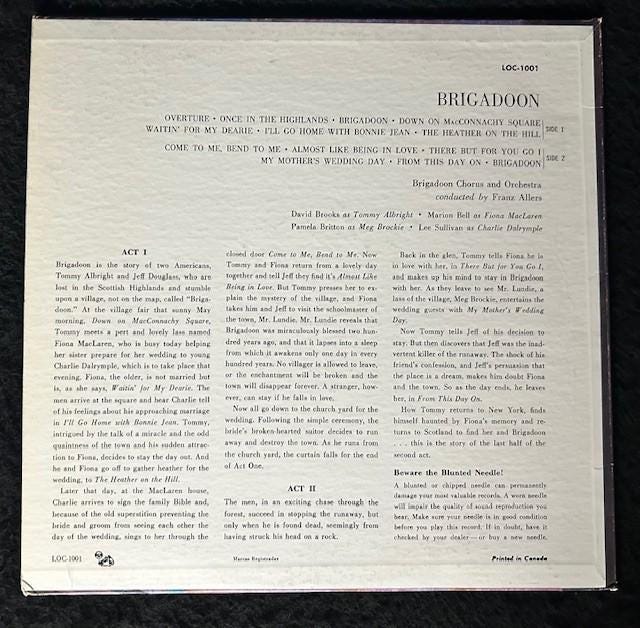 LOC-1001
BRIGADOON
OVERTURE • ONCE IN THE HIGHLANDS • BRIGADOON • DOWN ON MacCONNACHY SQUARE
WAITIN' FOR MY DEARIE • I'LL GO HOME WITH BONNIE JEAN • THE HEATHER ON THE HILL
SIDE 1
COME TO ME, BEND TO ME • ALMOST LIKE BEING IN LOVE • THERE BUT FOR YOU GO I
MY MOTHER'S WEDDING DAY • FROM THIS DAY ON • BRIGADOON
SIDE 2
Brigadoon Chorus and Orchestra
conducted by Franz Allers
David Brooks as Tommy Albright • Marion Bell as Fiona MacLaren
Pamela Britton as Meg Brockie • Lee Sullivan as Charlie Dalrymple
ACT I
Brigadoon is the story of two Americans,
Tommy Albright and Jeff Douglass, who are
lost in the Scottish Highlands and stumble
upon a village, not on the map, called "Briga-
doon." At the village fair that sunny May
morning, Down on MacConnachy Square,
Tommy meets a pert and lovely lass named
Fiona MacLaren, who is busy today helping
her sister prepare for her wedding to young
Charlie Dalrymple, which is to take place that
evening. Fiona, the older, is not married but
is, as she says, Waitin' for My Dearie. The
men arrive at the square and hear Charlie tell
of his feelings about his approaching marriage
in I'll Go Home with Bonnie Jean. Tommy,
intrigued by the talk of a miracle and the odd
quaintness of the town and his sudden attrac-
tion to Fiona, decides to stay the day out. And
he and Fiona go off to gather heather for the
wedding, to The Heather on the Hill.
Later that day, at the MacLaren house,
Charlie arrives to sign the family Bible and,
because of the old superstition preventing the
bride and groom from seeing each other the
day of the wedding, sings to her through the
closed door Come to Me, Bend to Me. Now
Tommy and Fiona return from a lovely day
together and tell Jeff they find it's Almost Like
Being in Love. But Tommy presses her to ex-
plain the mystery of the village, and Fiona
takes him and Jeff to visit the schoolmaster of
the town, Mr. Lundie. Mr. Lundie reveals that
Brigadoon was miraculously blessed two hun-
dred years ago, and that it lapses into a sleep
from which it awakens only one day in every
hundred years. No villager is allowed to leave,
or the enchantment will be broken and the
town will disappear forever. A stranger, how-
ever, can stay if he falls in love.
Now all go down to the church yard for the
wedding. Following the simple ceremony, the
bride's broken-hearted suitor decides to run
away and destroy the town. As he runs from
the church yard, the curtain falls for the end
of Act One.
ACT II
The men, in an exciting chase through the
forest, succeed in stopping the runaway, but
only when he is found dead, seemingly from
having struck his head on a rock.
Back in the glen, Tommy tells Fiona he is
in love with her, in There But for You Go I,
and makes up his mind to stay in Brigadoon
with her. As they leave to see Mr. Lundie, a
lass of the village, Meg Brockie, entertains the
wedding guests with My Mother's Wedding
Day.
Now Tommy tells Jeff of his decision to
stay. But then discovers that Jeff was the inad-
vertent killer of the runaway. The shock of his
friend's confession, and Jeff's persuasion that
the place is a dream, makes him doubt Fiona
and the town. So as the day ends, he leaves
her, in From This Day On.
How Tommy returns to New York, finds
himself haunted by Fiona's memory and re-
turns to Scotland to find her and Brigadoon
. . . this is the story of the last half of the
second act.
Beware the Blunted Needle!
A blunted or chipped needle can permanently
damage your most valuable records. A worn needle
will impair the quality of sound reproduction you
hear. Make sure your needle is in good condition
before you play this record. If in doubt, have it
checked by your dealer—or buy a new needle.
LOC-1001
Marcas Registradas
Printed in Canada